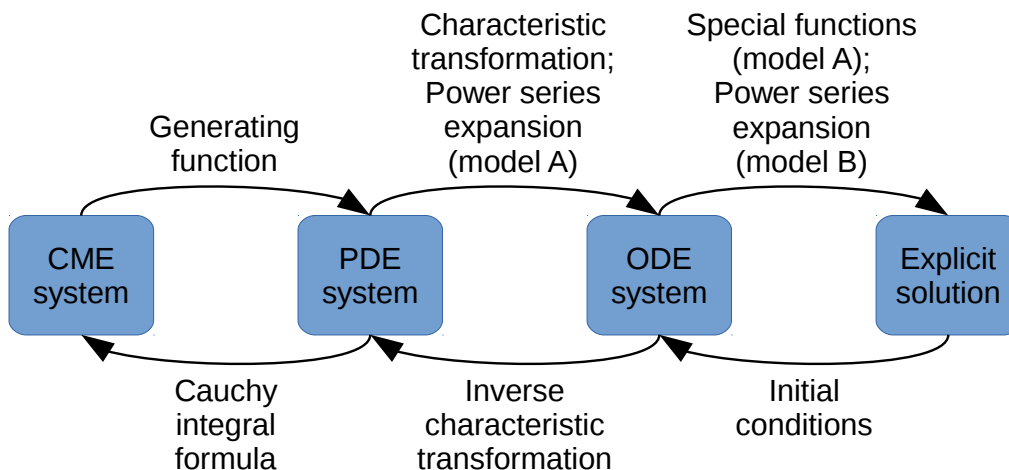 Generating
function
Characteristic
transformation;
Power series
expansion
(model A)
Special functions
(model A);
Power series
expansion
(model B)
CME
system
PDE
system
ODE
system
Explicit
solution
Cauchy
integral
formula
Inverse
characteristic
transformation
Initial
conditions